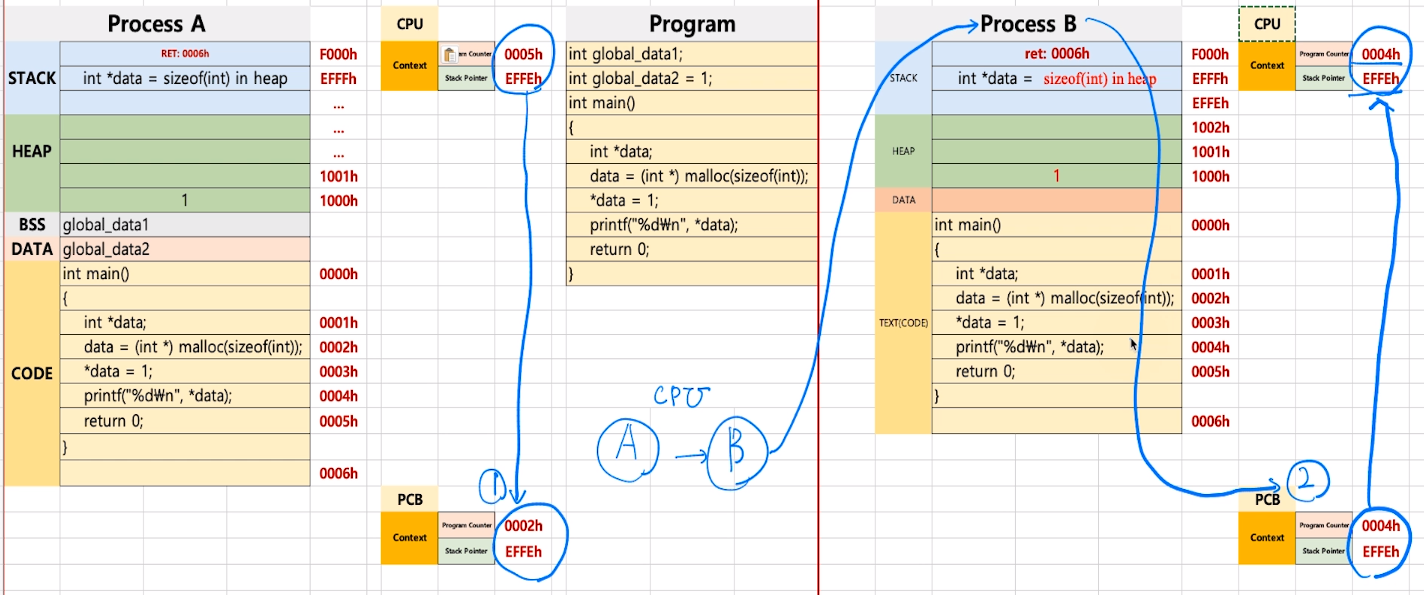 Process A
RET: 0006h F000h
STACK int *data = sizeof(int) in heap EFFFh
...
...
HEAP ...
1001h
1 1000h
BSS global_data1
DATA global_data2
int main() 0000h
{
int *data; 0001h
data = (int *) malloc(sizeof(int)); 0002h
CODE *data = 1; 0003h
printf("%d₩n", *data); 0004h
return 0; 0005h
}
0006h
CPU
Context
Counter 0005h
Stack Pointer EFFEh
①
PCB
Context
Program Counter 0002h
Stack Pointer EFFEh
Program
int global_data1;
int global_data2 = 1;
int main()
{
int *data;
data = (int *) malloc(sizeof(int));
*data = 1;
printf("%d₩n", *data);
return 0;
}
CPU
A → B
Process B
ret: 0006h F000h
STACK int *data = sizeof(int) in heap EFFFh
EFFEh
1002h
HEAP 1001h
1 1000h
DATA
int main() 0000h
{
int *data; 0001h
data = (int *) malloc(sizeof(int)); 0002h
TEXT(CODE) *data = 1; 0003h
printf("%d₩n", *data); 0004h
return 0; 0005h
}
0006h
CPU
Context
Program Counter 0004h
Stack Pointer EFFEh
②
PCB
Context
Program Counter 0004h
Stack Pointer EFFEh